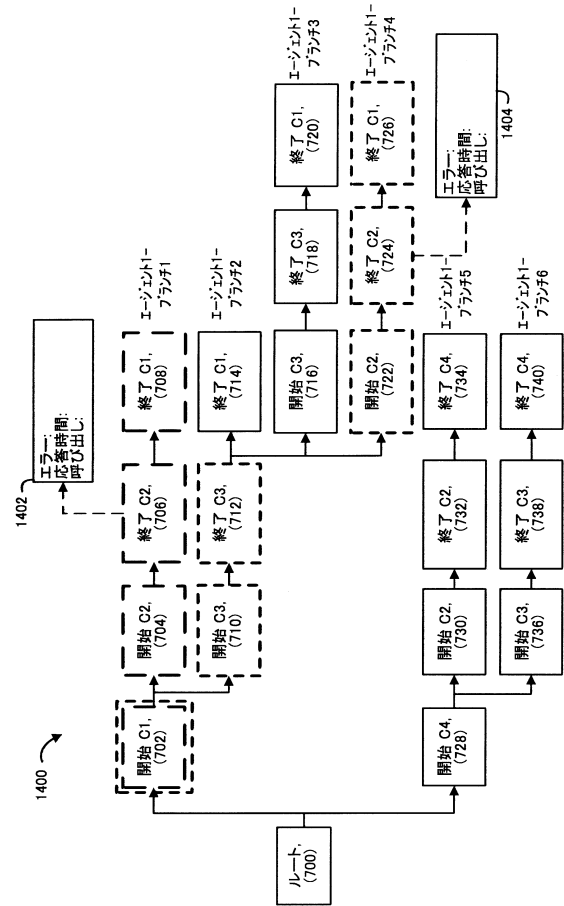 1400
ルート,
(700)
開始 C1,
(702)
開始 C2,
(704)
終了 C2,
(706)
終了 C1,
(708)
エージェント1-
ブランチ1
1402
エラー:
応答時間:
呼び出し:
開始 C3,
(710)
終了 C3,
(712)
終了 C1,
(714)
エージェント1-
ブランチ2
開始 C3,
(716)
終了 C3,
(718)
終了 C1,
(720)
エージェント1-
ブランチ3
開始 C2,
(722)
終了 C2,
(724)
終了 C1,
(726)
エージェント1-
ブランチ4
エラー:
応答時間:
呼び出し:
1404
開始 C4,
(728)
開始 C2,
(730)
終了 C2,
(732)
終了 C4,
(734)
エージェント1-
ブランチ5
開始 C3,
(736)
終了 C3,
(738)
終了 C4,
(740)
エージェント1-
ブランチ6